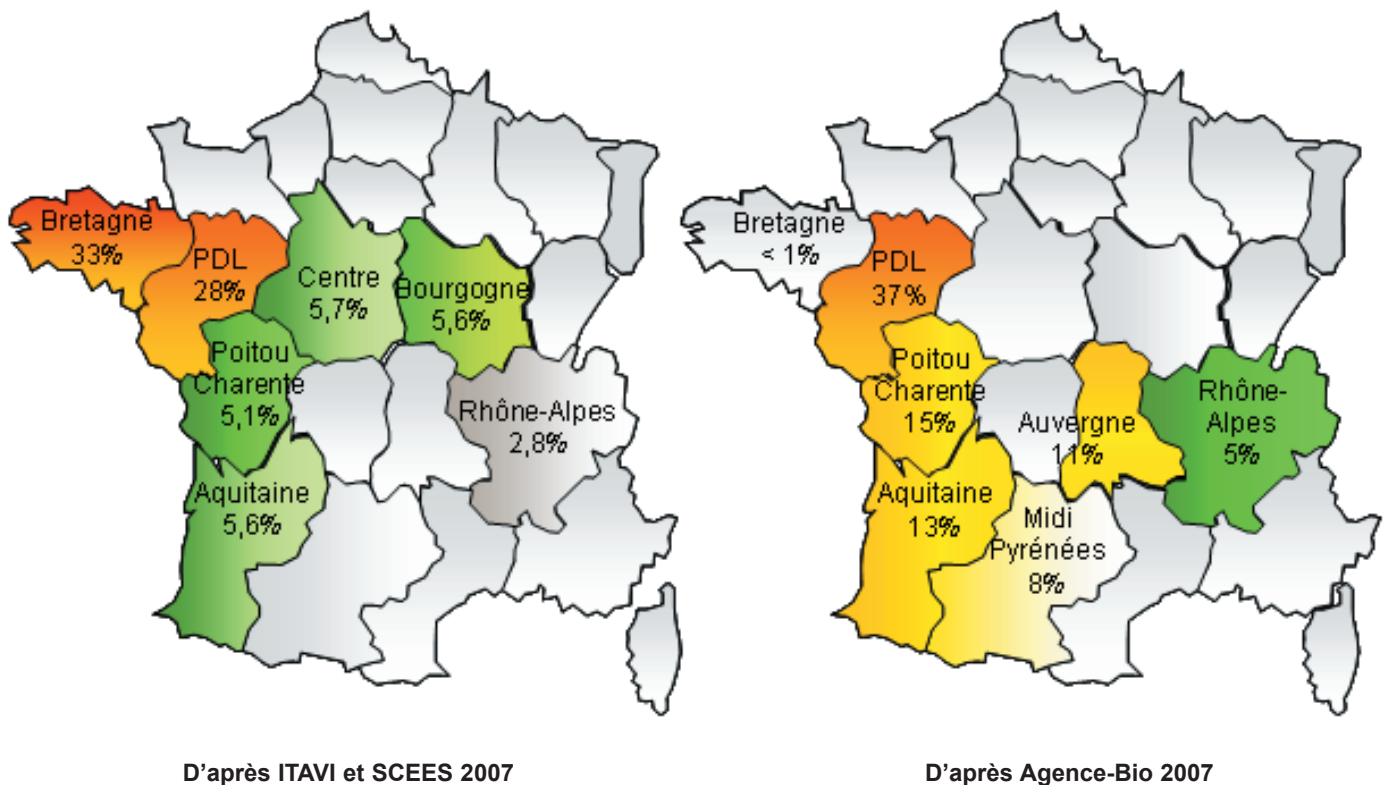 Bretagne
33%
PDL
28%
Centre
5,7%
Bourgogne
5,6%
Poitou
Charente
5,1%
Rhône-Alpes
2,8%
Aquitaine
5,6%
D'après ITAVI et SCEES 2007
Bretagne
< 1%
PDL
37%
Poitou
Charente
15%
Auvergne
11%
Rhône-
Alpes
5%
Aquitaine
13%
Midi
Pyrénées
8%
D'après Agence-Bio 2007